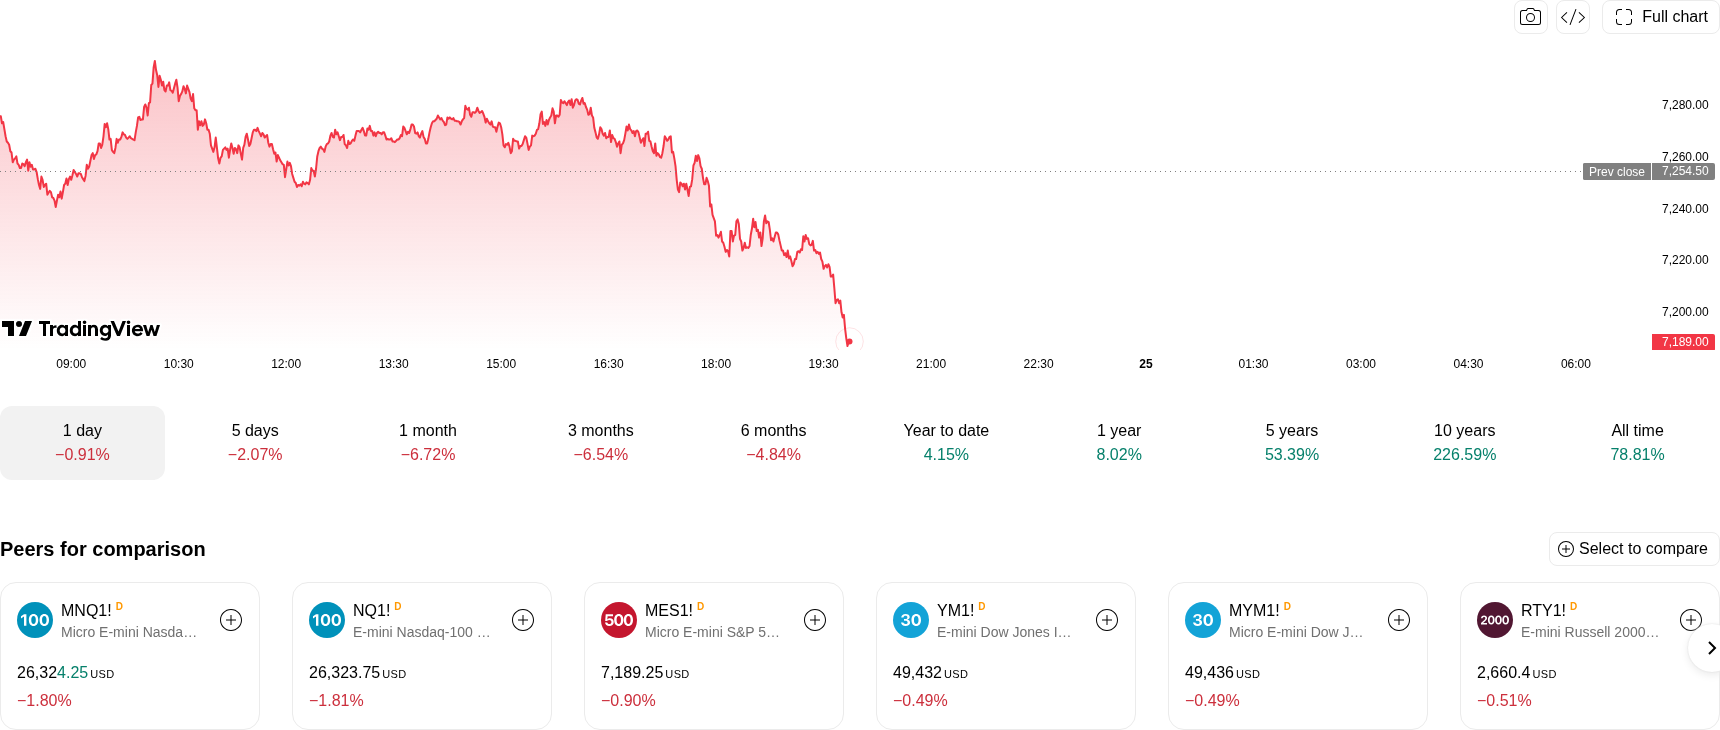 Full chart
7,280.00
7,260.00
Prev close 7,254.50
7,240.00
7,220.00
7,200.00
7,189.00
TradingView
09:00 10:30 12:00 13:30 15:00 16:30 18:00 19:30 21:00 22:30 25 01:30 03:00 04:30 06:00
1 day 5 days 1 month 3 months 6 months Year to date 1 year 5 years 10 years All time
−0.91% −2.07% −6.72% −6.54% −4.84% 4.15% 8.02% 53.39% 226.59% 78.81%
Peers for comparison
Select to compare
100 MNQ1! D
Micro E-mini Nasda…
26,324.25 USD
−1.80%
100 NQ1! D
E-mini Nasdaq-100 …
26,323.75 USD
−1.81%
500 MES1! D
Micro E-mini S&P 5…
7,189.25 USD
−0.90%
30 YM1! D
E-mini Dow Jones I…
49,432 USD
−0.49%
30 MYM1! D
Micro E-mini Dow J…
49,436 USD
−0.49%
2000 RTY1! D
E-mini Russell 2000…
2,660.4 USD
−0.51%